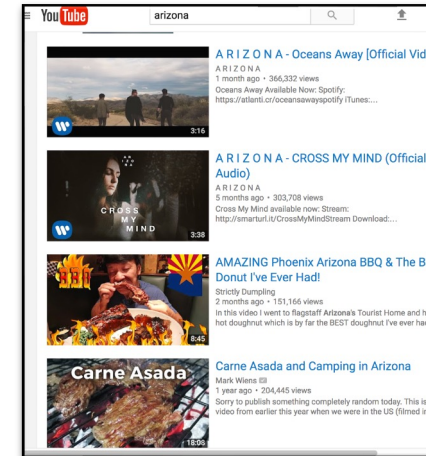 YouTube
arizona
A R I Z O N A - Oceans Away [Official Vid
A R I Z O N A
1 month ago • 366,332 views
Oceans Away Available Now: Spotify:
https://atlanti.cr/oceansawayspotify iTunes:...
3:16
A R I Z O N A - CROSS MY MIND (Official
Audio)
A R I Z O N A
5 months ago • 303,708 views
Cross My Mind available now: Stream:
http://smarturl.it/CrossMyMindStream Download:...
CROSS
MY
MIND
3:38
AMAZING Phoenix Arizona BBQ & The B
Donut I've Ever Had!
Strictly Dumpling
2 months ago • 151,166 views
In this video I went to flagstaff Arizona's Tourist Home and h
hot doughnut which is by far the BEST doughnut I've ever had
BBQ
8:45
Carne Asada and Camping in Arizona
Mark Wiens
1 year ago • 204,445 views
Sorry to publish something completely random today. This is
video from earlier this year when we were in the US (filmed i
Carne Asada
18:08